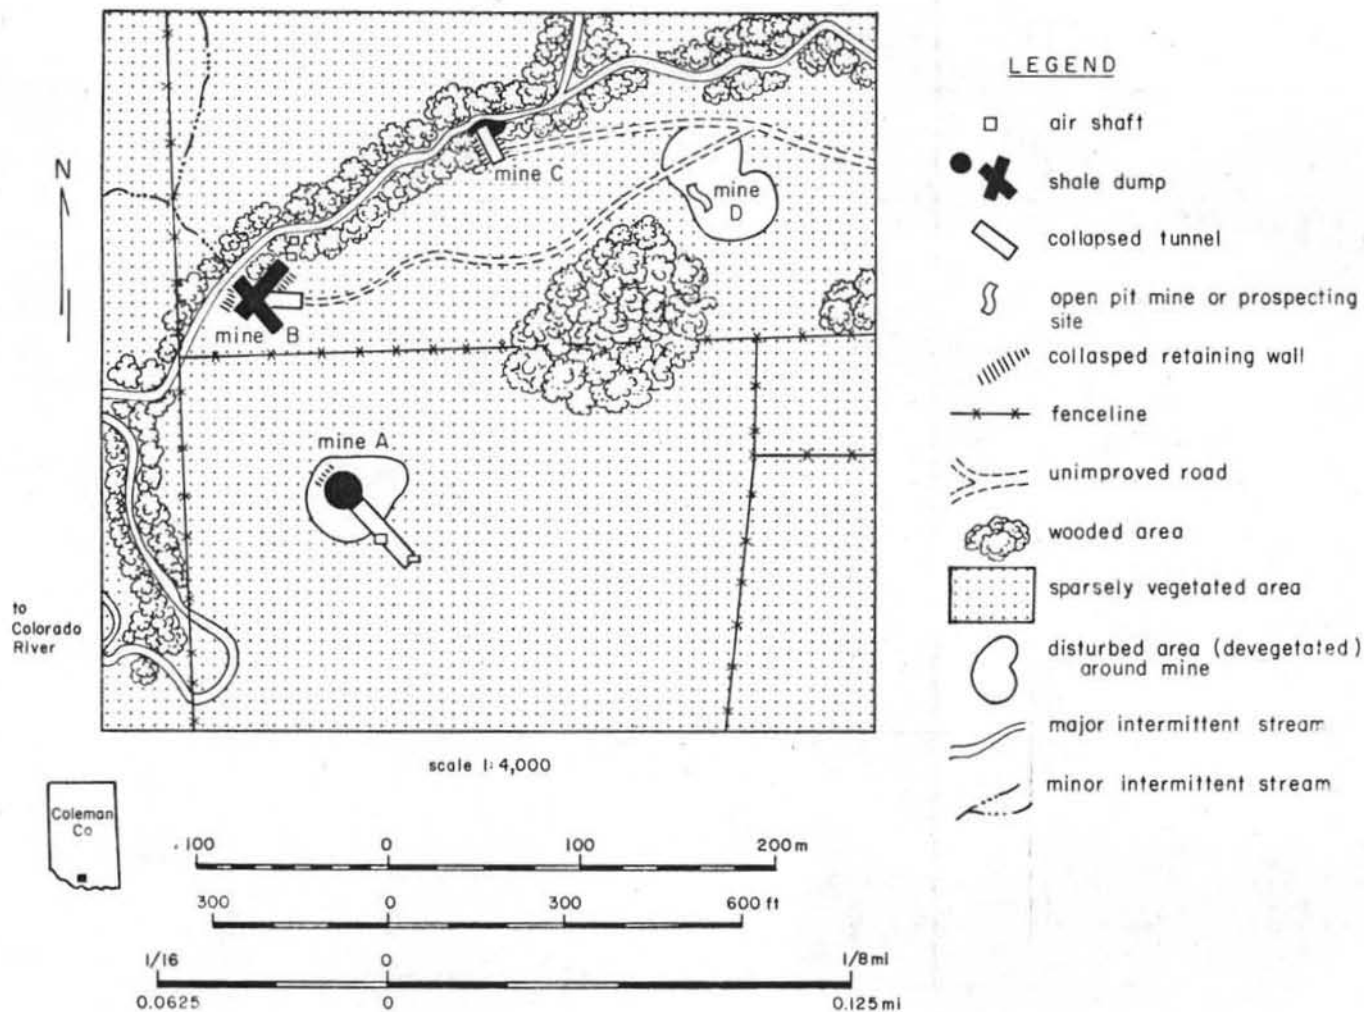 LEGEND
air shaft
shale dump
collapsed tunnel
open pit mine or prospecting
site
collasped retaining wall
fenceline
unimproved road
wooded area
sparsely vegetated area
disturbed area (devegetated)
around mine
major intermittent stream
minor intermittent stream
N
mine C
mine
D
mine B
mine A
to
Colorado
River
scale 1:4,000
Coleman
Co
100 0 100 200 m
300 0 300 600 ft
1/16 0 1/8 mi
0.0625 0 0.125 mi